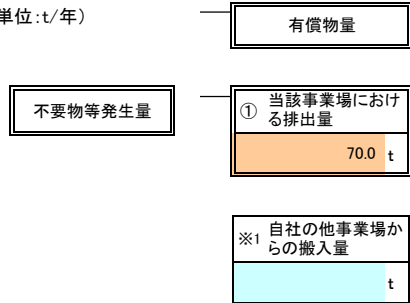 単位:t/年)
有償物量
不要物等発生量
① 当該事業場におけ
る排出量
70.0 t
※1 自社の他事業場か
らの搬入量
t